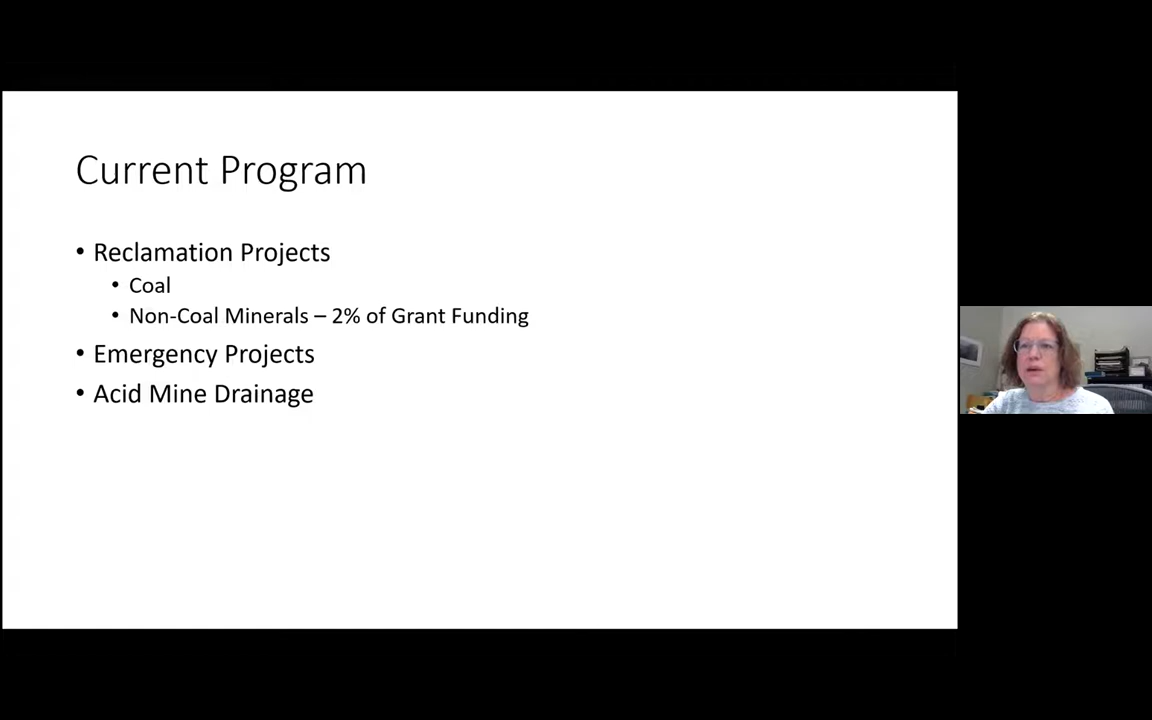 Current Program
• Reclamation Projects
• Coal
• Non-Coal Minerals – 2% of Grant Funding
• Emergency Projects
• Acid Mine Drainage